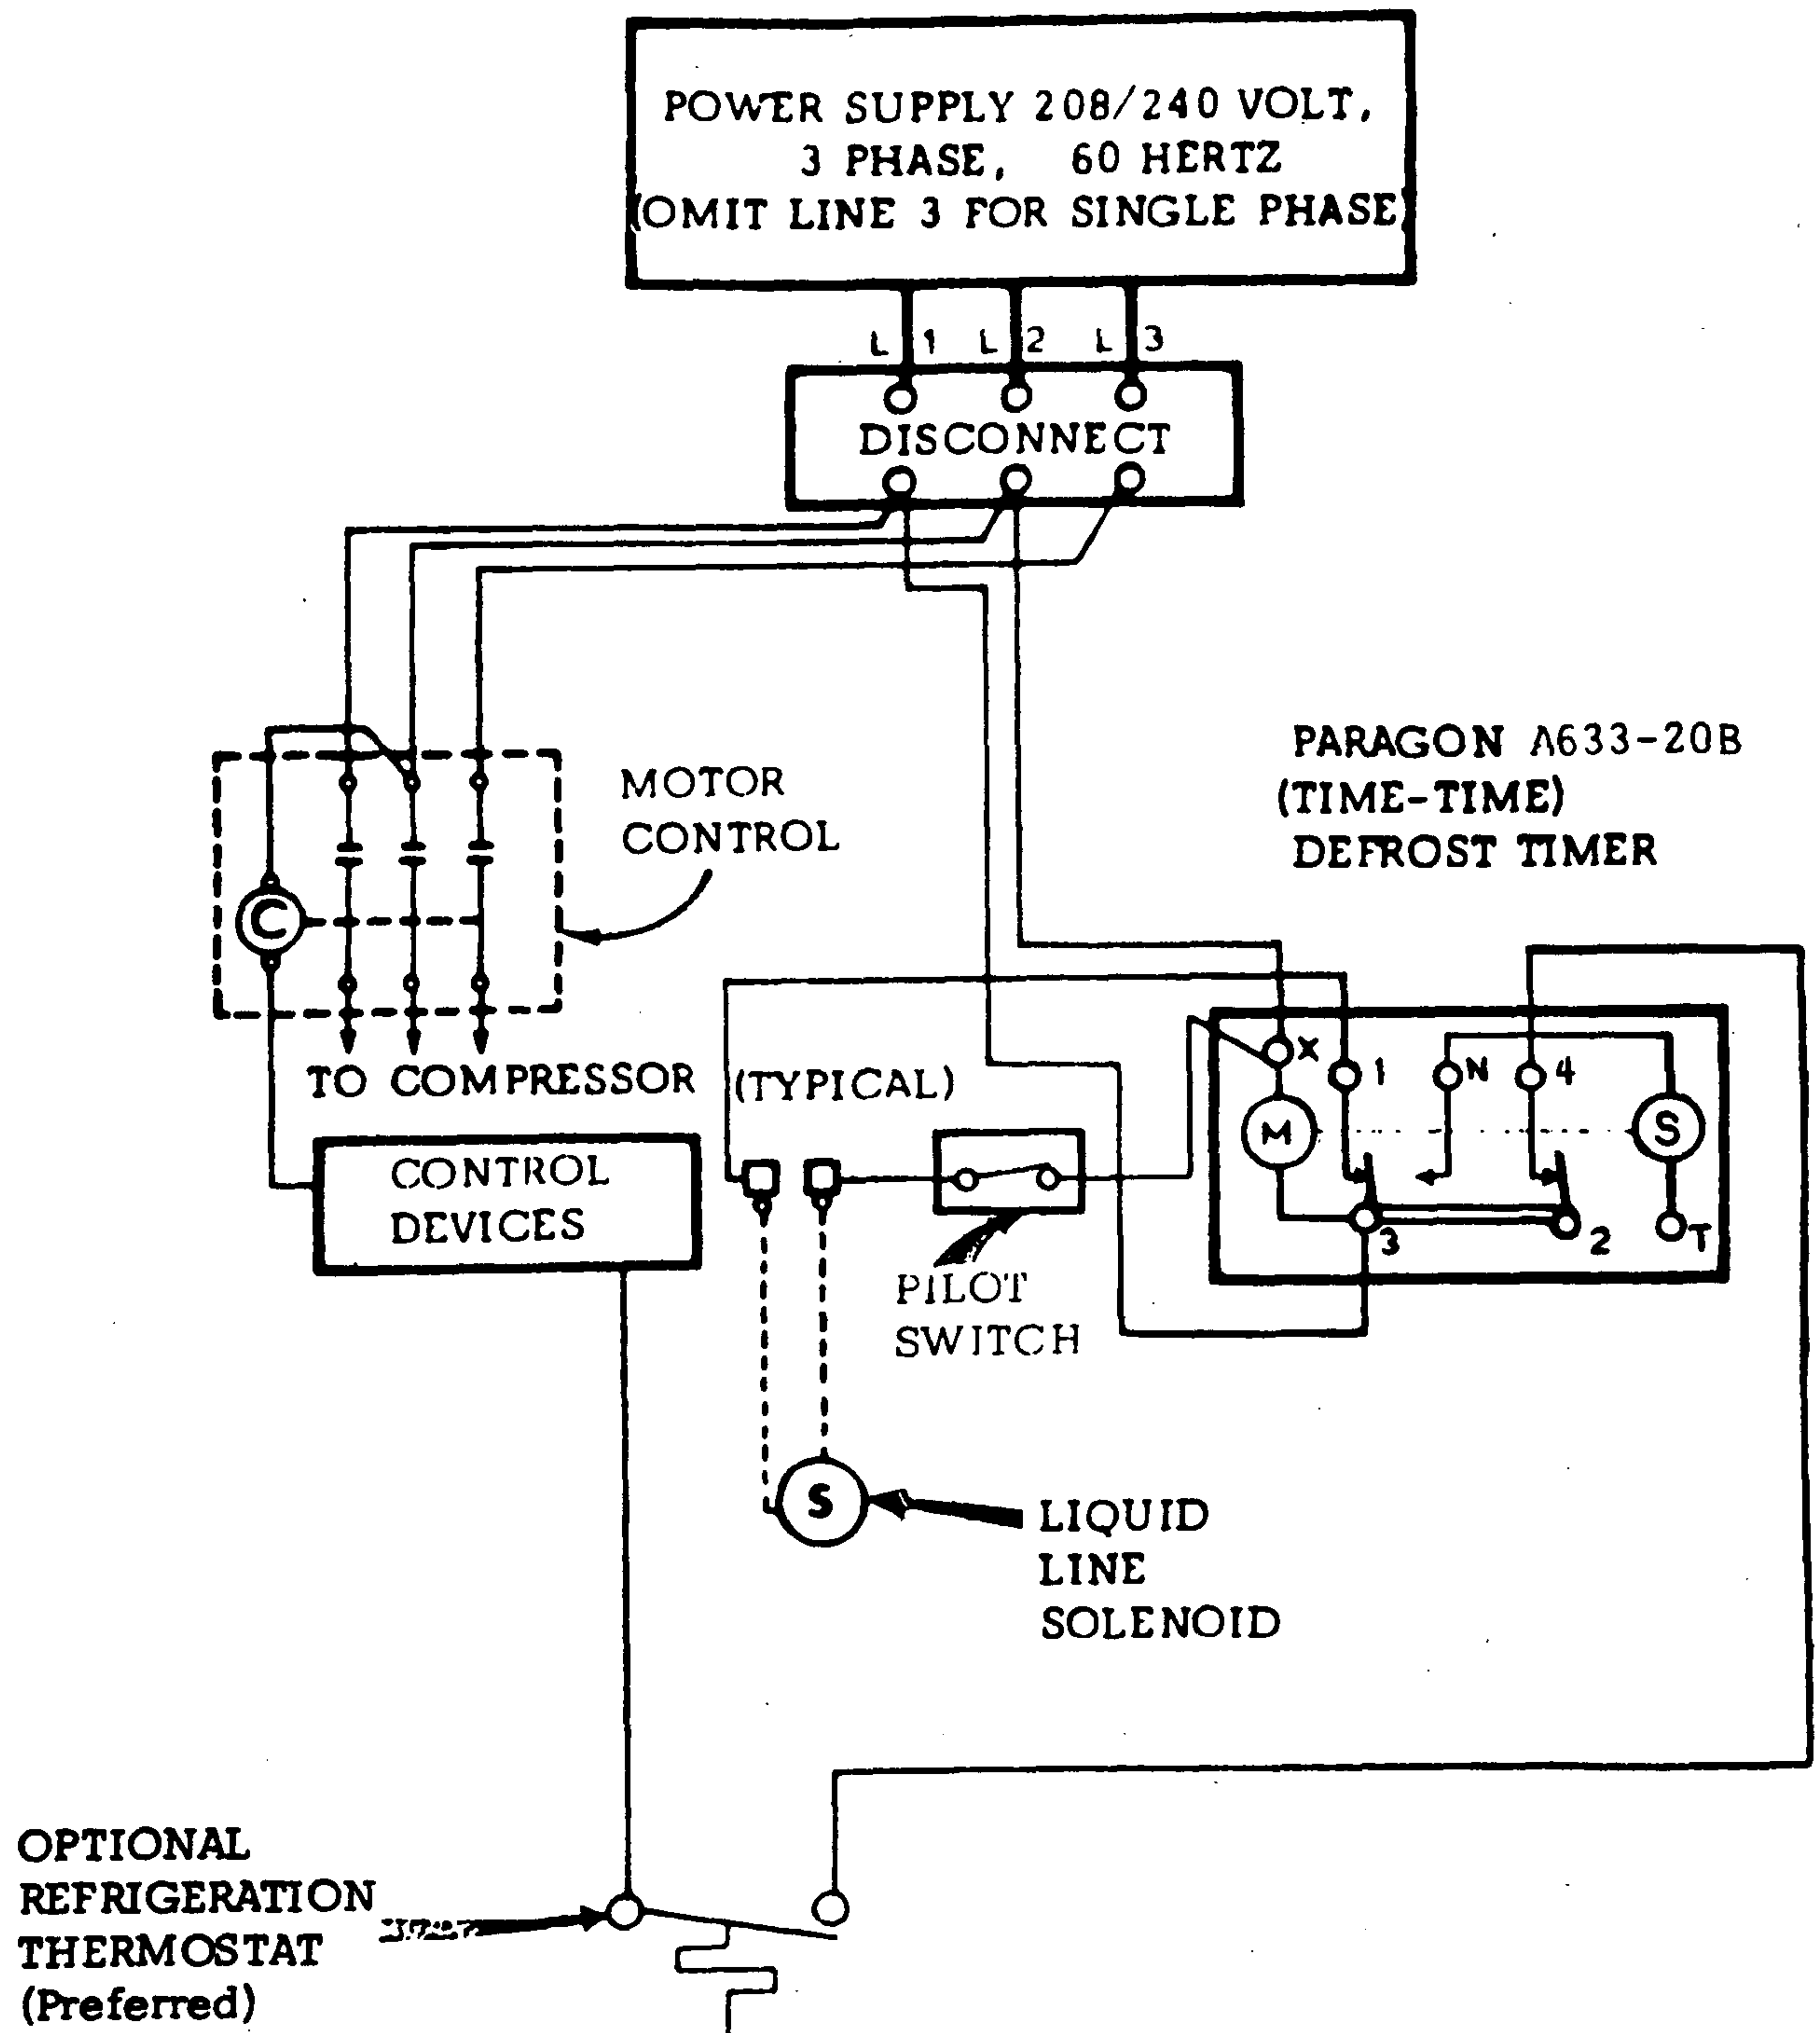 POWER SUPPLY 208/240 VOLT,
3 PHASE, 60 HERTZ
(OMIT LINE 3 FOR SINGLE PHASE)
L 1 L 2 L 3
DISCONNECT
MOTOR
CONTROL
PARAGON A633-20B
(TIME-TIME)
DEFROST TIMER
C
TO COMPRESSOR
(TYPICAL)
X 1 N 4
M S
3 2 T
CONTROL
DEVICES
PILOT
SWITCH
S
LIQUID
LINE
SOLENOID
OPTIONAL
REFRIGERATION
THERMOSTAT
(Preferred)